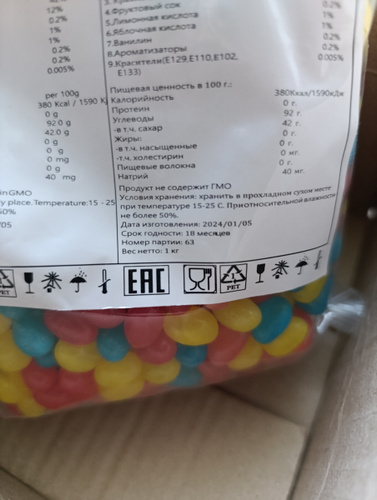 12%
1%
1%
0.2%
0.2%
0.005%
per 100g
380 Kcal / 1590 K
0 g
92.0 g
42.0 g
0 g
0 g
0 mg
0 g
40 mg
GMO
y place.Temperature:15 - 25
50%
/05
4.Фруктовый сок
5.Лимонная кислота
6.Яблочная кислота
7.Ванилин
8.Ароматизаторы
9.Красители(E129,E110,E102,
E133)
0.2%
1%
1%
0.2%
0.2%
0.005%
Пищевая ценность в 100 г.:
Калорийность 380Ккал/1590кДж
Протеин 0 г.
Углеводы 92 г.
-в т.ч. сахар 42 г.
Жиры: 0 г.
-в т.ч. насыщенные 0 г.
-т.ч. холестирин 0 мг.
Пищевые волокна 0 г.
Натрий 40 мг.
Продукт не содержит ГМО
Условия хранения: хранить в прохладном сухом месте
при температуре 15-25 С. Приотносительной влажности
не более 50%.
Дата изготовления: 2024/01/05
Срок годности: 18 месяцев
Номер партии: 63
Вес нетто: 1 кг
PET
EAC
PET